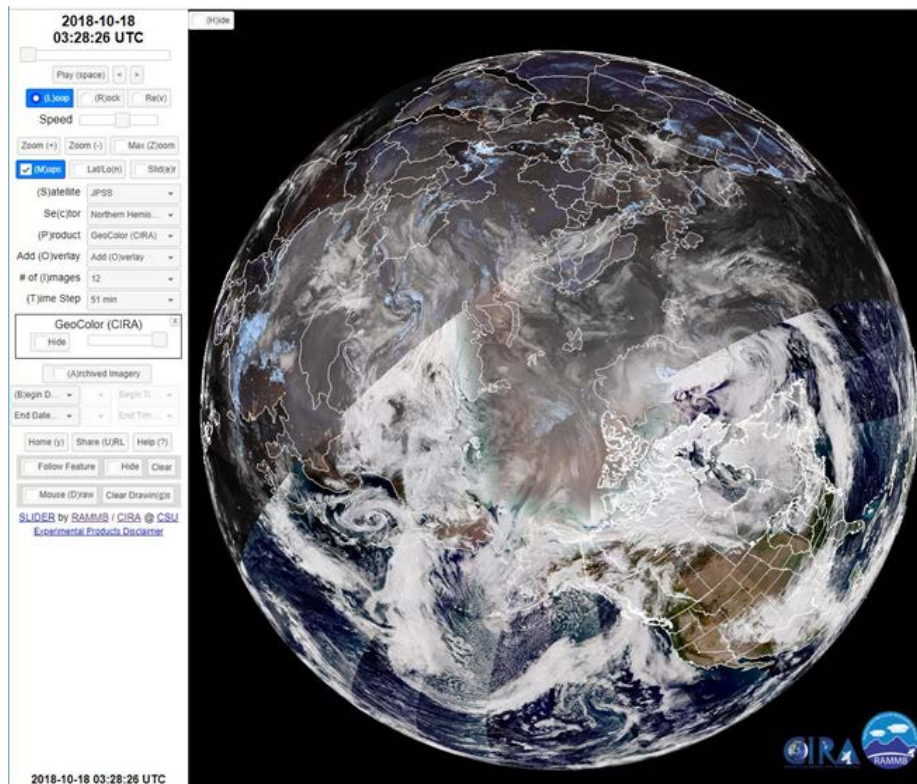 2018-10-18
03:28:26 UTC
(H)ide
Play (space) < >
(L)oop (R)ock Re(v)
Speed
Zoom (+) Zoom (-) Max (Z)oom
(M)aps Lat/Lo(n) Slid(e)r
(S)atellite JPSS
Se(c)tor Northern Hemis...
(P)roduct GeoColor (CIRA)
Add (O)verlay Add (O)verlay
# of (I)mages 12
(T)ime Step 51 min
GeoColor (CIRA) X
Hide
(A)rchived Imagery
(B)egin D... Begin Ti...
End Date... End Tim...
Home (y) Share (U)RL Help (?)
Follow Feature Hide Clear
Mouse (D)raw Clear Drawin(g)s
SLIDER by RAMMB / CIRA @ CSU
Experimental Products Disclaimer
CIRA RAMMB
2018-10-18 03:28:26 UTC